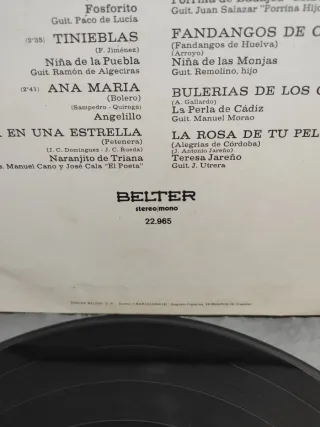 Fosforito
Guit. Paco de Lucía
(2'35) TINIEBLAS
(F. Jiménez)
Niña de la Puebla
Guit. Ramón de Algeciras
(2'41) ANA MARIA
(Bolero)
(Sampedro - Quiroga)
Angelillo
EN UNA ESTRELLA
(Petenera)
(J. C. Domínguez - J. C. Rueda)
Naranjito de Triana
Manuel Cano y José Cala "El Poeta"
Guit. Juan Salazar "Porrina Hijo
FANDANGOS DE
(Fandangos de Huelva)
(Arroyo)
Niña de las Monjas
Guit. Remolino, hijo
BULERIAS DE LOS
(A. Gallardo)
La Perla de Cádiz
Guit. Manuel Morao
LA ROSA DE TU
(Alegrías de Córdoba)
(J. Antonio Jareño)
Teresa Jareño
Guit. J. Utrera
BELTER
stereo/mono
22.965